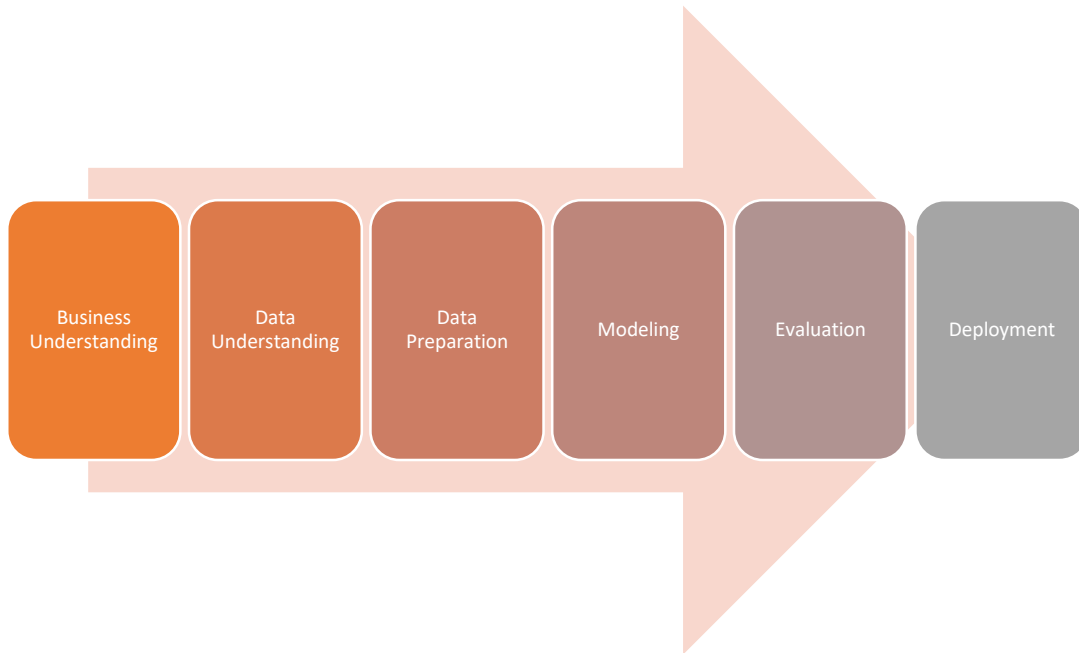 Business
Understanding
Data
Understanding
Data
Preparation
Modeling
Evaluation
Deployment